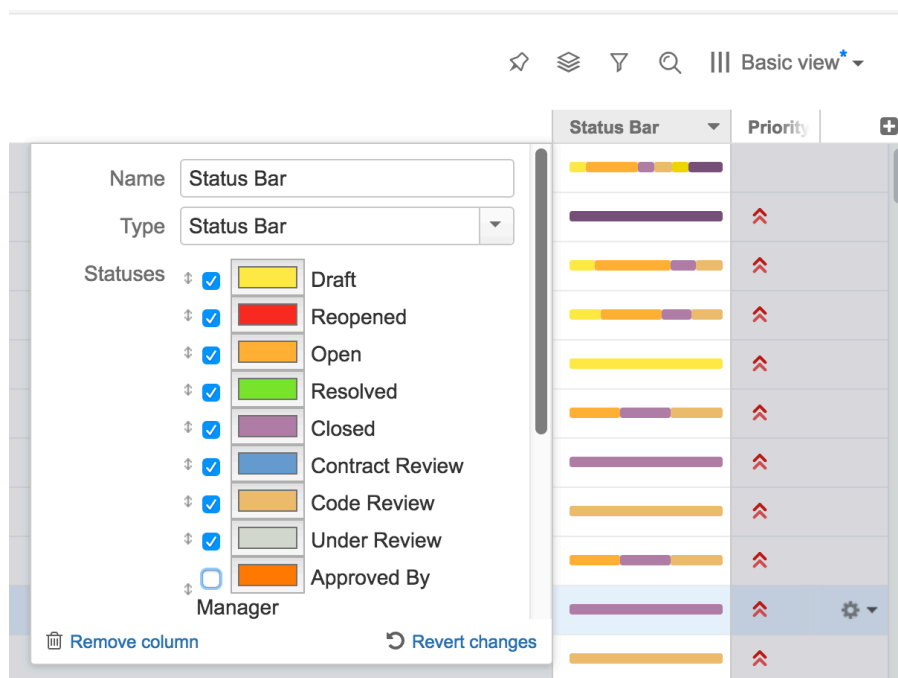 Basic view*
Status Bar
Priority
Name
Status Bar
Type
Status Bar
Statuses
Draft
Reopened
Open
Resolved
Closed
Contract Review
Code Review
Under Review
Approved By
Manager
Remove column
Revert changes